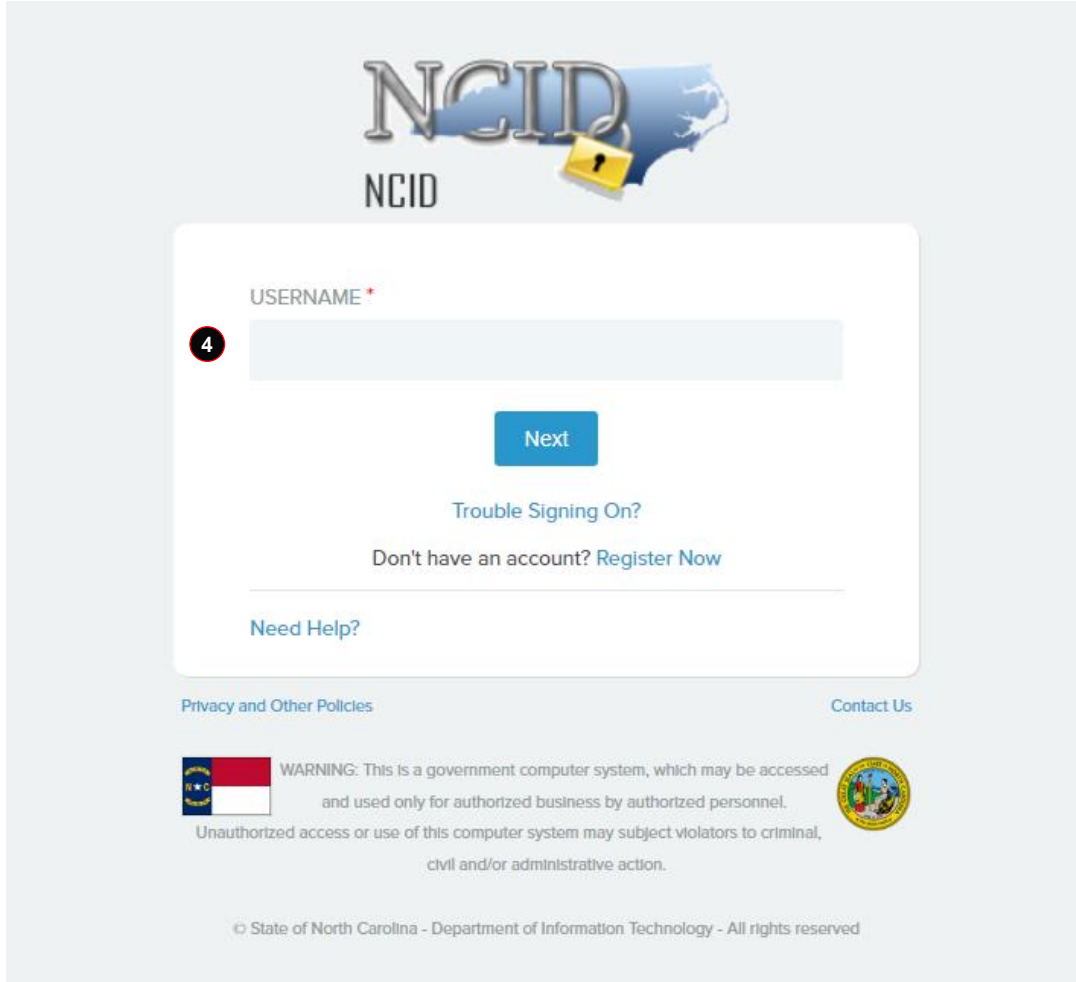 NCID
NCID
USERNAME *
4
Next
Trouble Signing On?
Don't have an account? Register Now
Need Help?
Privacy and Other Policies
Contact Us
N★C
WARNING: This is a government computer system, which may be accessed
and used only for authorized business by authorized personnel.
Unauthorized access or use of this computer system may subject violators to criminal,
civil and/or administrative action.
© State of North Carolina - Department of Information Technology - All rights reserved